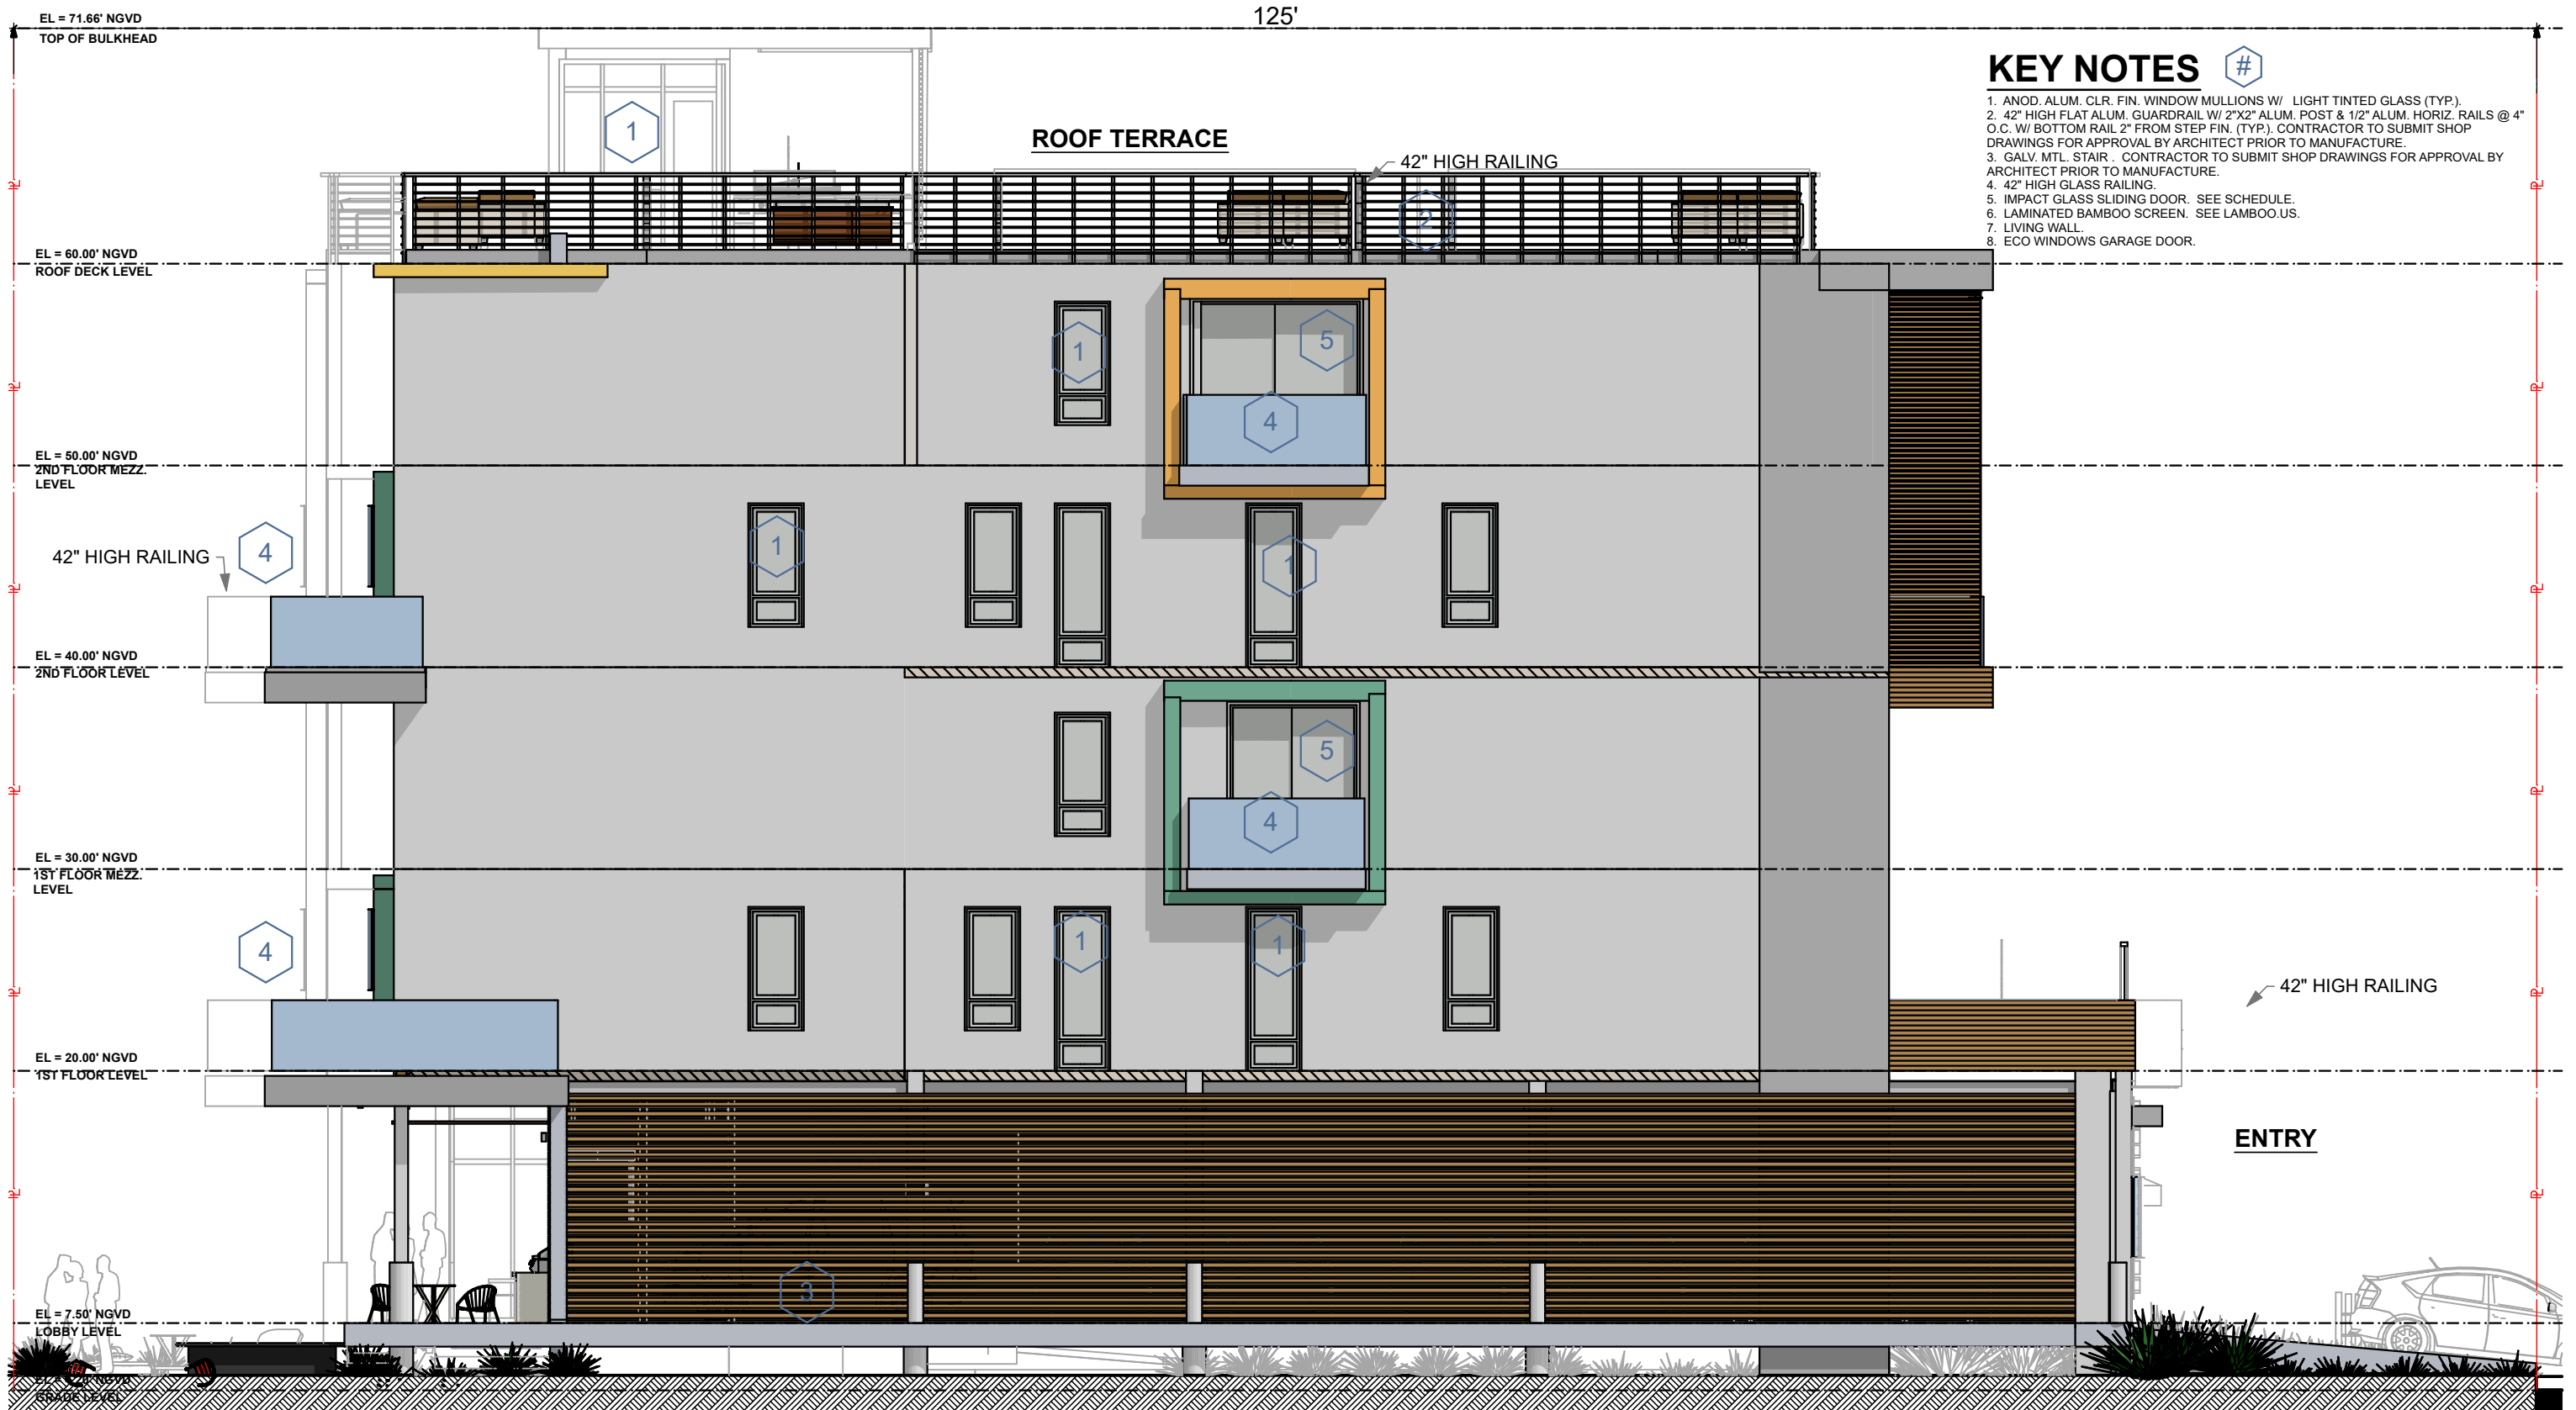 EL = 71.66' NGVD
TOP OF BULKHEAD
125'
KEY NOTES #
1. ANOD. ALUM. CLR. FIN. WINDOW MULLIONS W/ LIGHT TINTED GLASS (TYP.).
2. 42" HIGH FLAT ALUM. GUARDRAIL W/ 2"X2" ALUM. POST & 1/2" ALUM. HORIZ. RAILS @ 4"
O.C. W/ BOTTOM RAIL 2" FROM STEP FIN. (TYP.). CONTRACTOR TO SUBMIT SHOP
DRAWINGS FOR APPROVAL BY ARCHITECT PRIOR TO MANUFACTURE.
3. GALV. MTL. STAIR . CONTRACTOR TO SUBMIT SHOP DRAWINGS FOR APPROVAL BY
ARCHITECT PRIOR TO MANUFACTURE.
4. 42" HIGH GLASS RAILING.
5. IMPACT GLASS SLIDING DOOR. SEE SCHEDULE.
6. LAMINATED BAMBOO SCREEN. SEE LAMBOO.US.
7. LIVING WALL.
8. ECO WINDOWS GARAGE DOOR.
1
ROOF TERRACE
42" HIGH RAILING
2
EL = 60.00' NGVD
ROOF DECK LEVEL
1
5
4
EL = 50.00' NGVD
2ND FLOOR MEZZ.
LEVEL
42" HIGH RAILING
4
1
1
EL = 40.00' NGVD
2ND FLOOR LEVEL
5
4
EL = 30.00' NGVD
1ST FLOOR MEZZ.
LEVEL
4
1
1
42" HIGH RAILING
EL = 20.00' NGVD
1ST FLOOR LEVEL
ENTRY
3
EL = 7.50' NGVD
LOBBY LEVEL
NGVD
GRADE LEVEL